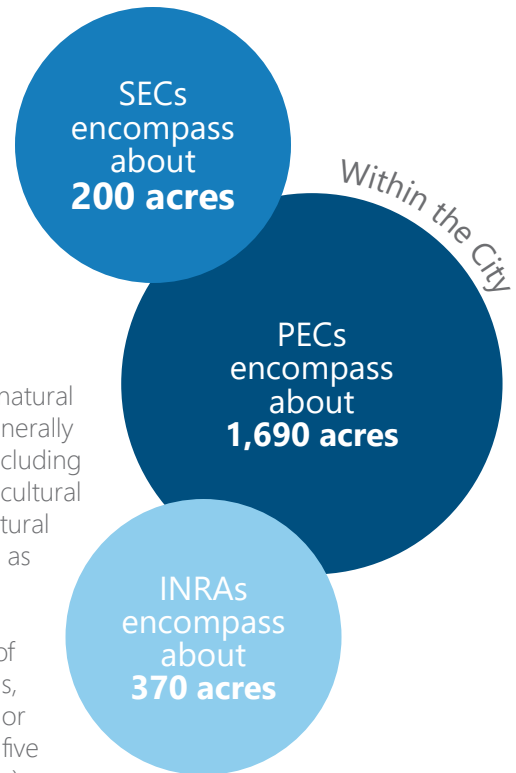 SECs
encompass
about
200 acres
Within the City
PECs
encompass
about
1,690 acres
natural
nerally
cluding
cultural
tural
as
INRAs
encompass
about
370 acres
of
s,
or
five